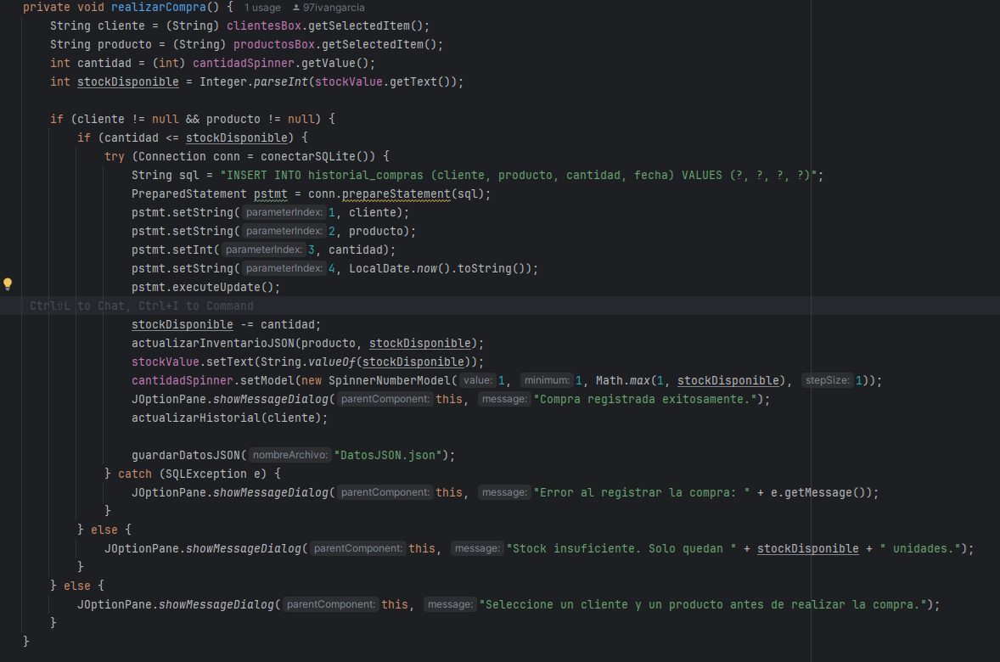 private void realizarCompra() { 1 usage 97ivangarcia
String cliente = (String) clientesBox.getSelectedItem();
String producto = (String) productosBox.getSelectedItem();
int cantidad = (int) cantidadSpinner.getValue();
int stockDisponible = Integer.parseInt(stockValue.getText());
if (cliente != null && producto != null) {
if (cantidad <= stockDisponible) {
try (Connection conn = conectarSQLite()) {
String sql = "INSERT INTO historial_compras (cliente, producto, cantidad, fecha) VALUES (?, ?, ?, ?)";
PreparedStatement pstmt = conn.prepareStatement(sql);
pstmt.setString( parameterIndex: 1, cliente);
pstmt.setString( parameterIndex: 2, producto);
pstmt.setInt( parameterIndex: 3, cantidad);
pstmt.setString( parameterIndex: 4, LocalDate.now().toString());
pstmt.executeUpdate();
Ctrl⇧L to Chat, Ctrl+I to Command
stockDisponible -= cantidad;
actualizarInventarioJSON(producto, stockDisponible);
stockValue.setText(String.valueOf(stockDisponible));
cantidadSpinner.setModel(new SpinnerNumberModel( value: 1, minimum: 1, Math.max(1, stockDisponible), stepSize: 1));
JOptionPane.showMessageDialog( parentComponent: this, message: "Compra registrada exitosamente.");
actualizarHistorial(cliente);
guardarDatosJSON( nombreArchivo: "DatosJSON.json");
} catch (SQLException e) {
JOptionPane.showMessageDialog( parentComponent: this, message: "Error al registrar la compra: " + e.getMessage());
}
} else {
JOptionPane.showMessageDialog( parentComponent: this, message: "Stock insuficiente. Solo quedan " + stockDisponible + " unidades.");
}
} else {
JOptionPane.showMessageDialog( parentComponent: this, message: "Seleccione un cliente y un producto antes de realizar la compra.");
}
}